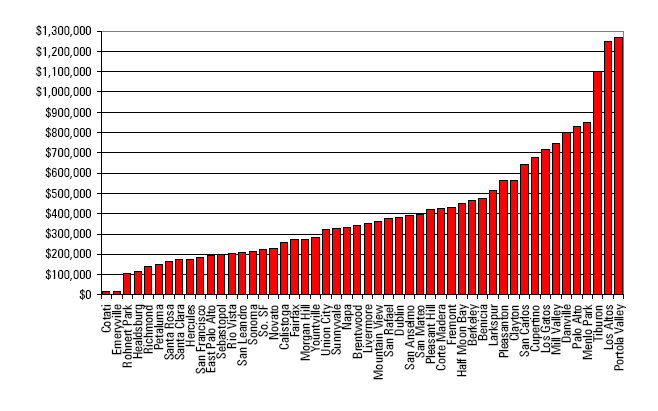 $1,300,000
$1,200,000
$1,100,000
$1,000,000
$900,000
$800,000
$700,000
$600,000
$500,000
$400,000
$300,000
$200,000
$100,000
$0
Cotati
Emeryville
Rohnert Park
Healdsburg
Richmond
Petaluma
Santa Rosa
Santa Clara
Hercules
San Francisco
East Palo Alto
Sebastopol
Rio Vista
San Leandro
Sonoma
So. SF
Novato
Calistoga
Fairfax
Morgan Hill
Yountville
Union City
Sunnyvale
Napa
Brentwood
Livermore
Mountain View
San Rafael
Dublin
San Anselmo
San Mateo
Pleasant Hill
Corte Madera
Fremont
Half Moon Bay
Berkeley
Benicia
Larkspur
Pleasanton
Clayton
San Carlos
Cupertino
Los Gatos
Mill Valley
Danville
Palo Alto
Menlo Park
Tiburon
Los Altos
Portola Valley